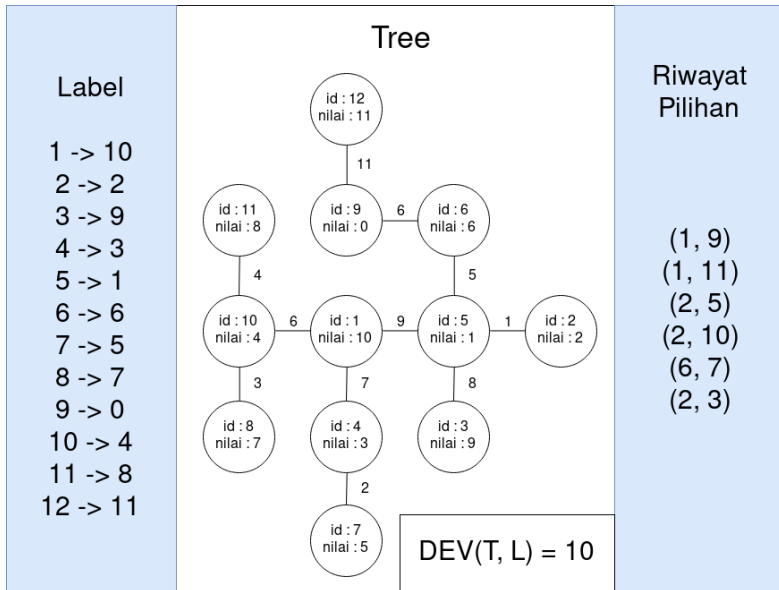 Label
1 -> 10
2 -> 2
3 -> 9
4 -> 3
5 -> 1
6 -> 6
7 -> 5
8 -> 7
9 -> 0
10 -> 4
11 -> 8
12 -> 11
Tree
id : 12
nilai : 11
11
id : 11
nilai : 8
id : 9
nilai : 0
6
id : 6
nilai : 6
4
5
id : 10
nilai : 4
6
id : 1
nilai : 10
9
id : 5
nilai : 1
1
id : 2
nilai : 2
3
7
8
id : 8
nilai : 7
id : 4
nilai : 3
id : 3
nilai : 9
2
id : 7
nilai : 5
DEV(T, L) = 10
Riwayat
Pilihan
(1, 9)
(1, 11)
(2, 5)
(2, 10)
(6, 7)
(2, 3)